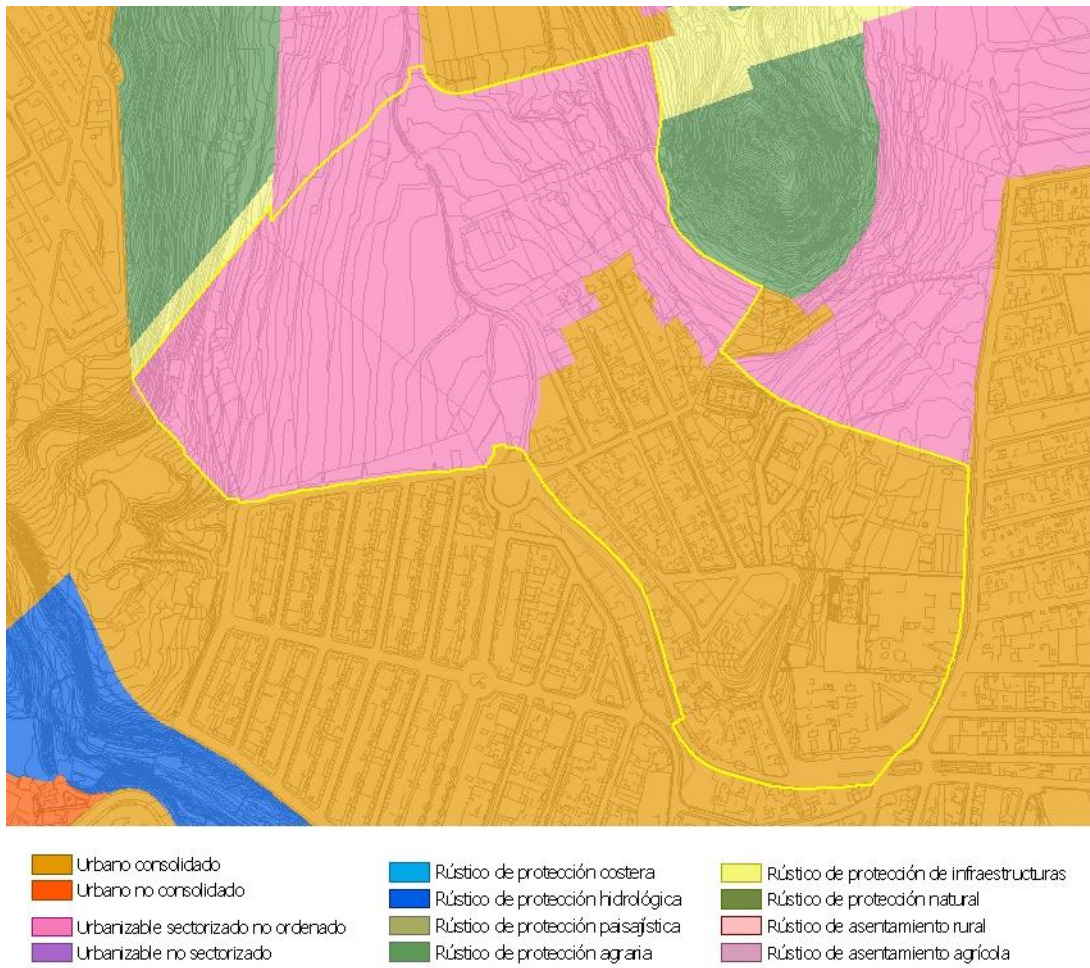 Urbano consolidado
Urbano no consolidado
Urbanizable sectorizado no ordenado
Urbanizable no sectorizado
Rústico de protección costera
Rústico de protección hidrológica
Rústico de protección paisajística
Rústico de protección agraria
Rústico de protección de infraestructuras
Rústico de protección natural
Rústico de asentamiento rural
Rústico de asentamiento agrícola